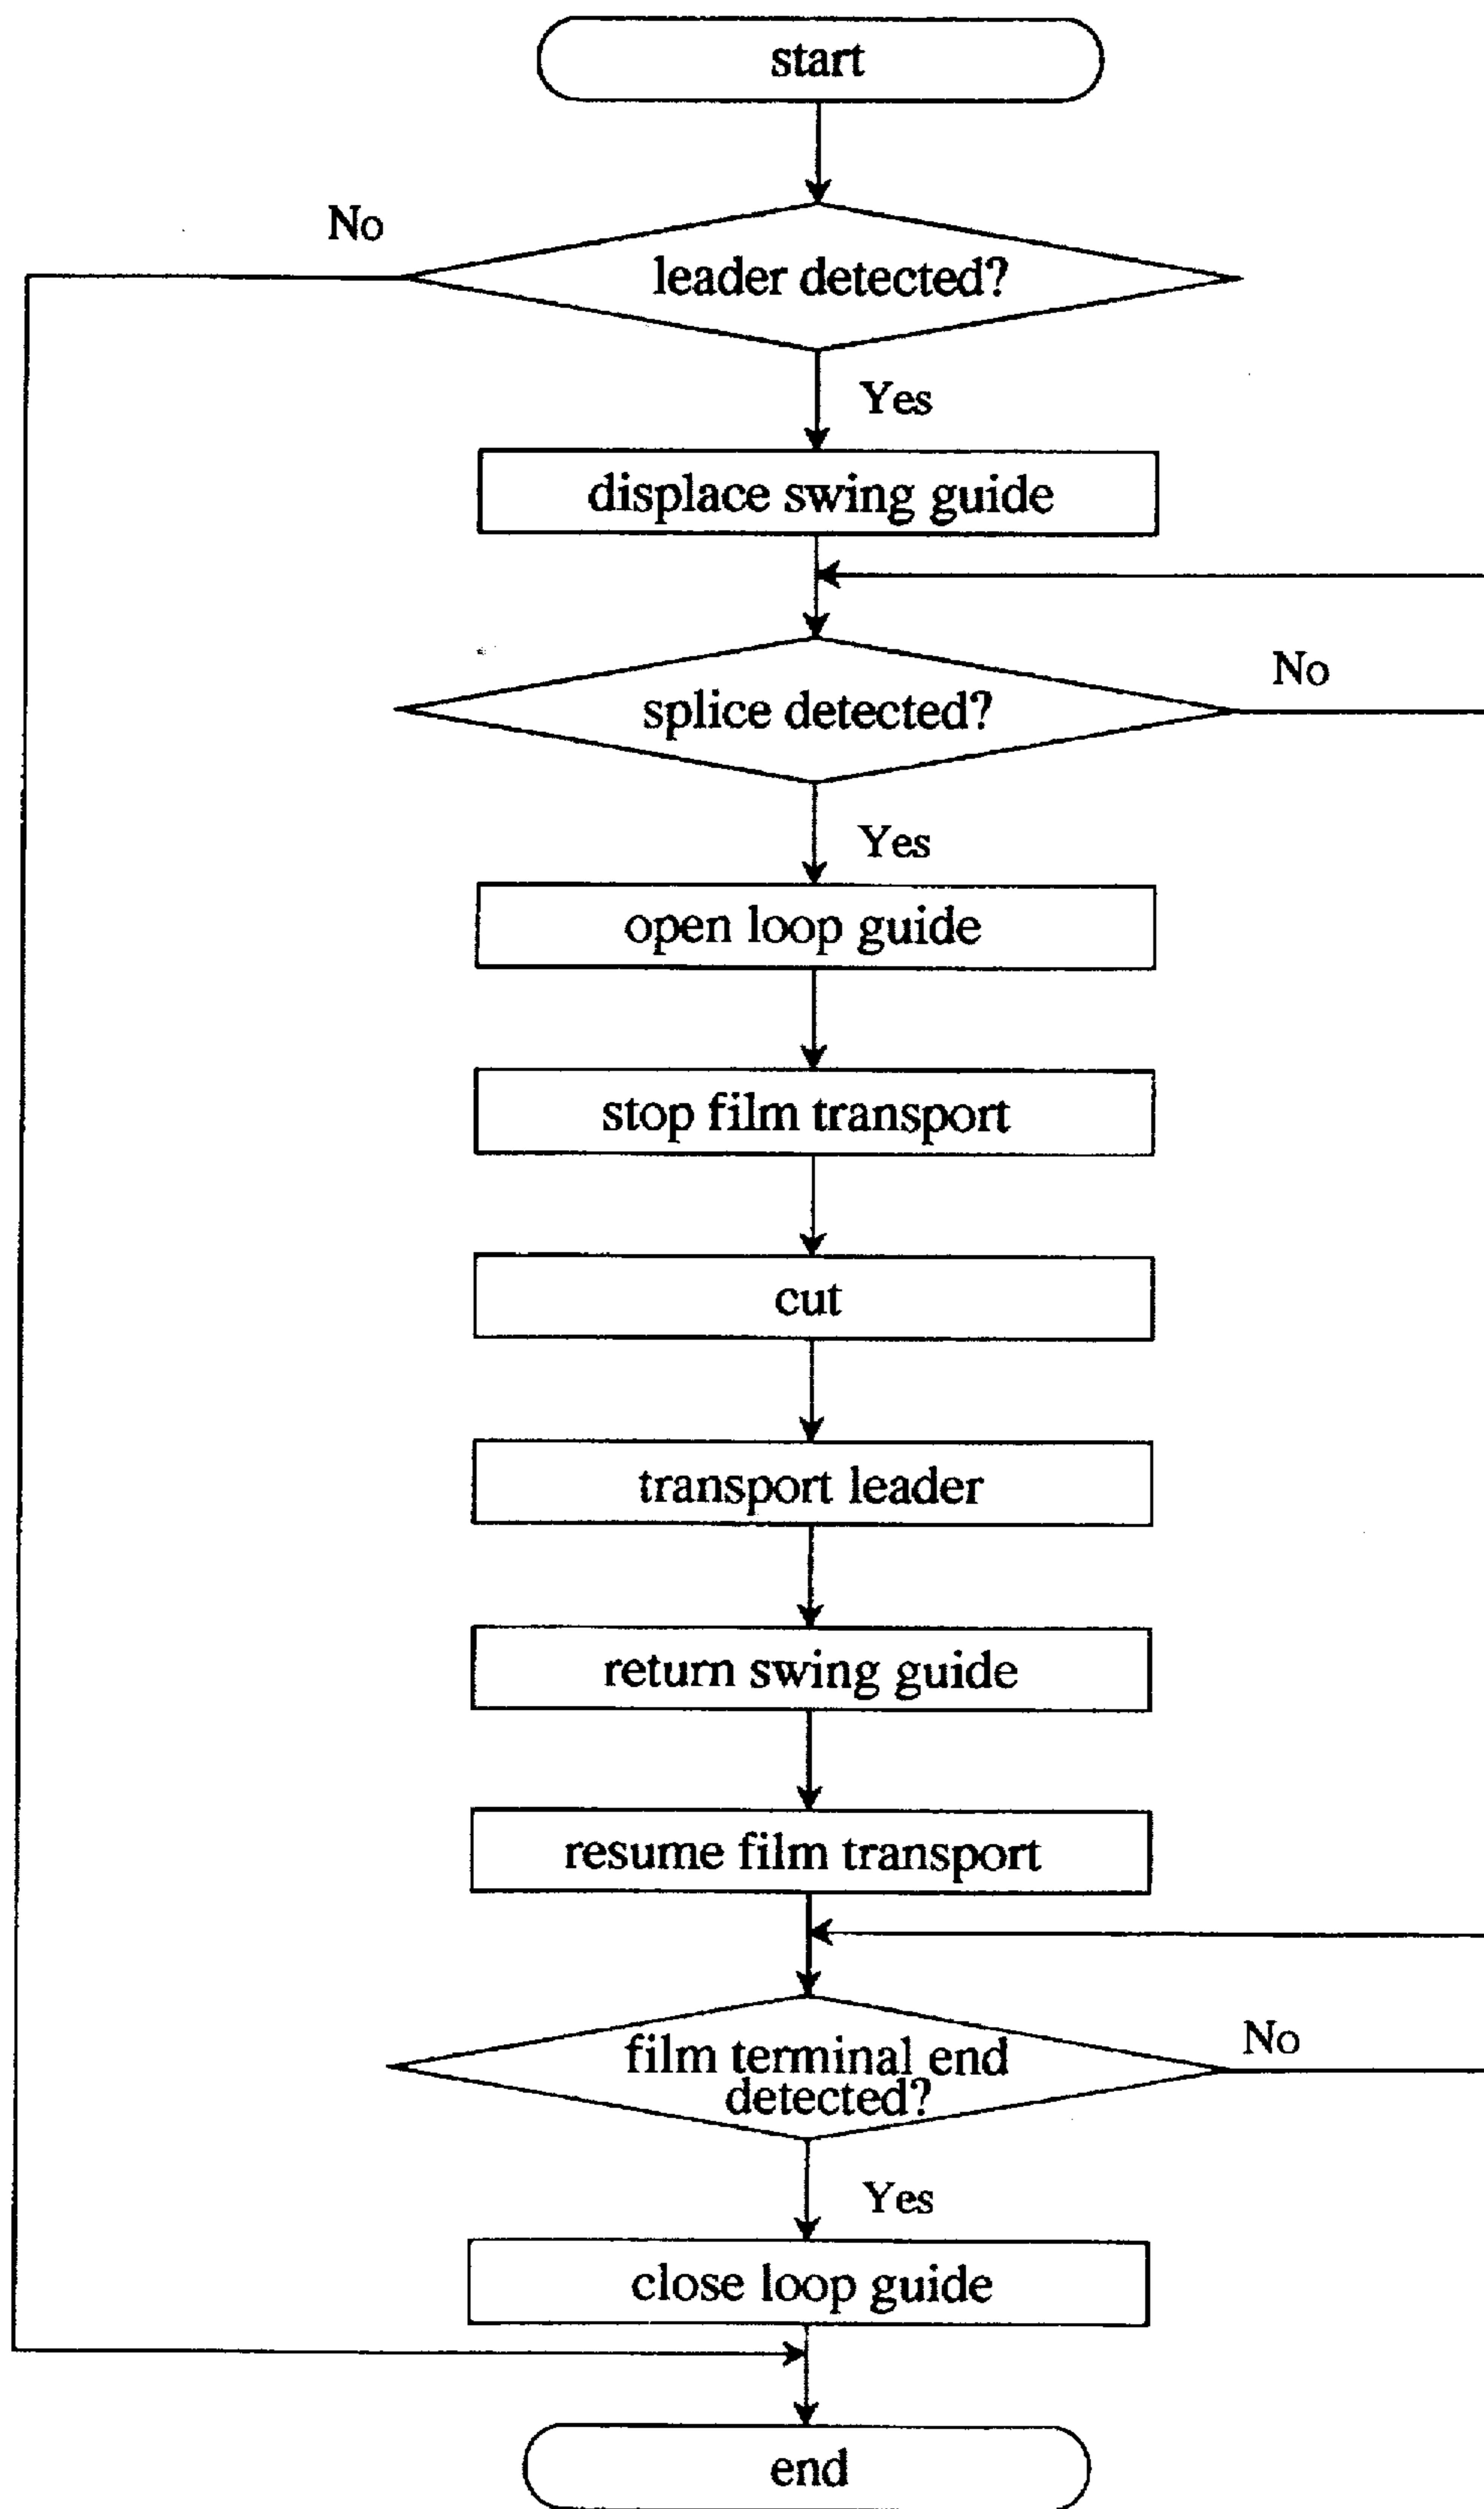 start
No
leader detected?
Yes
displace swing guide
No
splice detected?
Yes
open loop guide
stop film transport
cut
transport leader
return swing guide
resume film transport
No
film terminal end
detected?
Yes
close loop guide
end